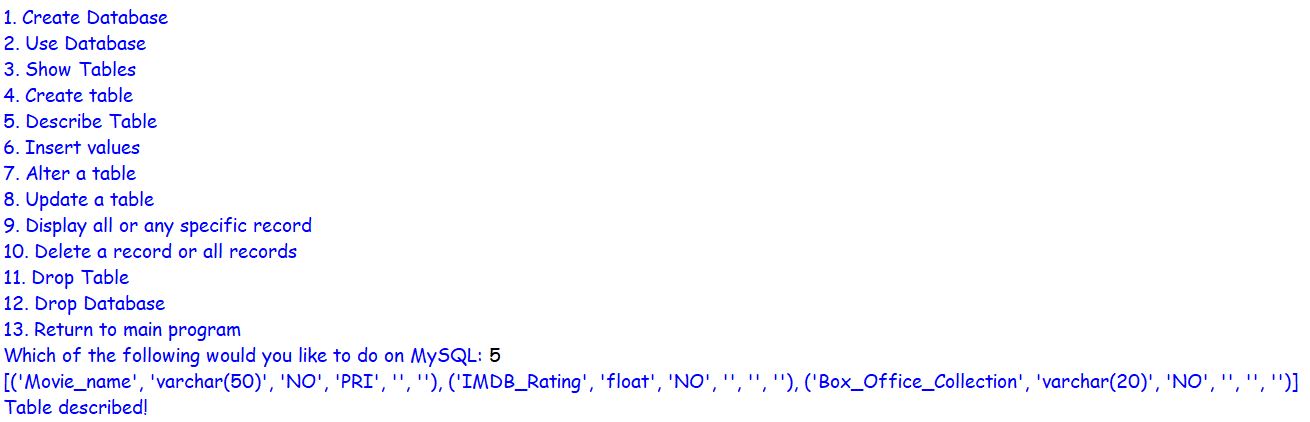 1. Create Database
2. Use Database
3. Show Tables
4. Create table
5. Describe Table
6. Insert values
7. Alter a table
8. Update a table
9. Display all or any specific record
10. Delete a record or all records
11. Drop Table
12. Drop Database
13. Return to main program
Which of the following would you like to do on MySQL: 5
[('Movie_name', 'varchar(50)', 'NO', 'PRI', '', ''), ('IMDB_Rating', 'float', 'NO', '', '', ''), ('Box_Office_Collection', 'varchar(20)', 'NO', '', '', '')]
Table described!